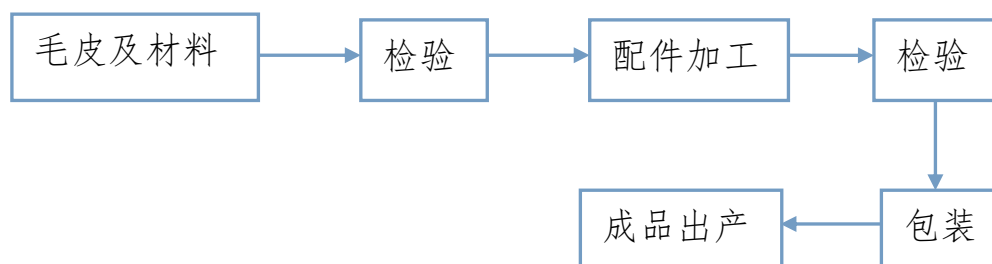 毛皮及材料
检验
配件加工
检验
包装
成品出产